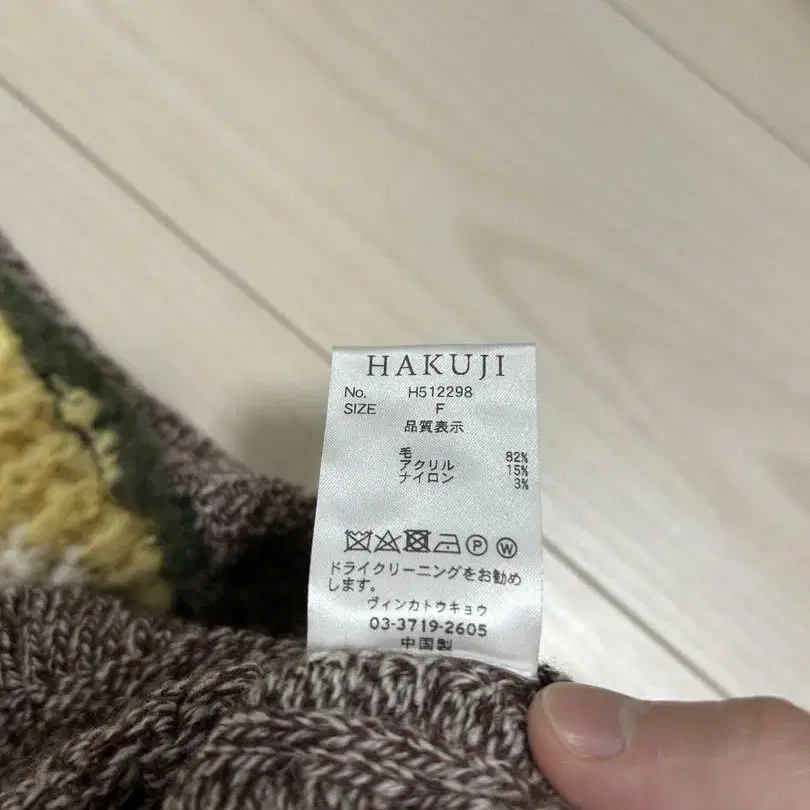 HAKUJI
No. H512298
SIZE F
品質表示
毛 82%
アクリル 15%
ナイロン 3%
P W
ドライクリーニングをお勧め
します。
ヴィンカトウキョウ
03-3719-2605
中国製